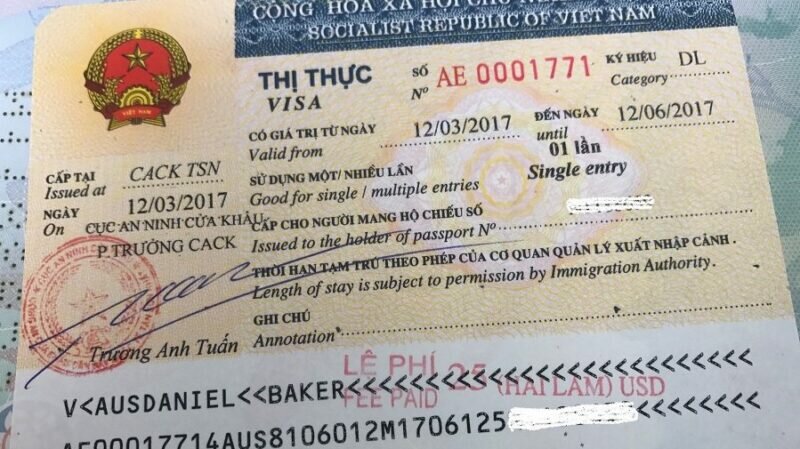 CỘNG HÒA XÃ HỘI CHỦ
SOCIALIST REPUBLIC OF VIET NAM
VIỆT NAM
THỊ THỰC
VISA
SỐ
Nº
AE 0001771
KÝ HIỆU
Category
DL
CÓ GIÁ TRỊ TỪ NGÀY
Valid from
12/03/2017
ĐẾN NGÀY
until
12/06/2017
CẤP TẠI
Issued at
CACK TSN
SỬ DỤNG MỘT/ NHIỀU LẦN
Good for single / multiple entries
01 lần
Single entry
NGÀY
On
12/03/2017
CỤC AN NINH CỬA KHẨU
P.TRƯỞNG CACK
CẤP CHO NGƯỜI MANG HỘ CHIẾU SỐ
Issued to the holder of passport Nº
THỜI HẠN TẠM TRÚ THEO PHÉP CỦA CƠ QUAN QUẢN LÝ XUẤT NHẬP CẢNH .
Length of stay is subject to permission by Immigration Authority.
GHI CHÚ
Annotation
Trương Anh Tuấn
LỆ PHÍ
FEE PAID
25 (HAI LĂM) USD
V<AUSDANIEL<<BAKER<<<<<<<<<<<<<<<<<<<
AE00017714AUS8106012M1706125